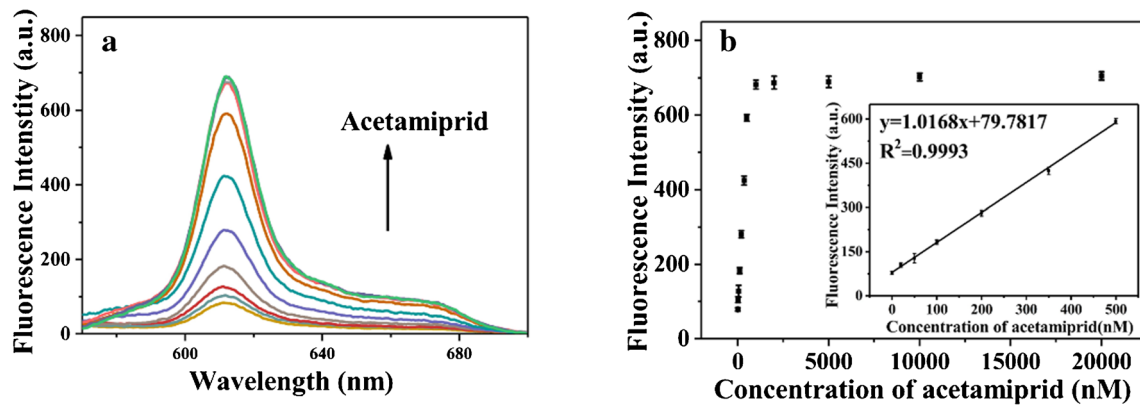 a
800
600
400
200
0
Fluorescence Intenstity (a.u.)
Acetamiprid
600
640
680
Wavelength (nm)
b
800
600
400
200
0
Fluorescence Intensity (a.u.)
0
5000
10000
15000
20000
Concentration of acetamiprid (nM)
y=1.0168x+79.7817
R²=0.9993
600
450
300
150
0
Fluorescence Intensity (a.u.)
0
100
200
300
400
500
Concentration of acetamiprid(nM)